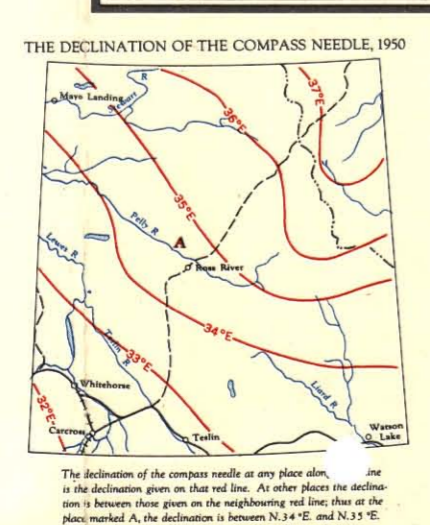 THE DECLINATION OF THE COMPASS NEEDLE, 1950
R
Mayo Landing
Stewart
37°E
36°E
35°E
Pelly R
A
Lewes R
Ross River
34°E
Teslin R
33°E
Whitehorse
32°E
Liard R
Carcross
Teslin
Watson
Lake
The declination of the compass needle at any place along ine
is the declination given on that red line. At other places the declina-
tion is between those given on the neighbouring red line; thus at the
place marked A, the declination is between N.34 °E. and N.35 °E.